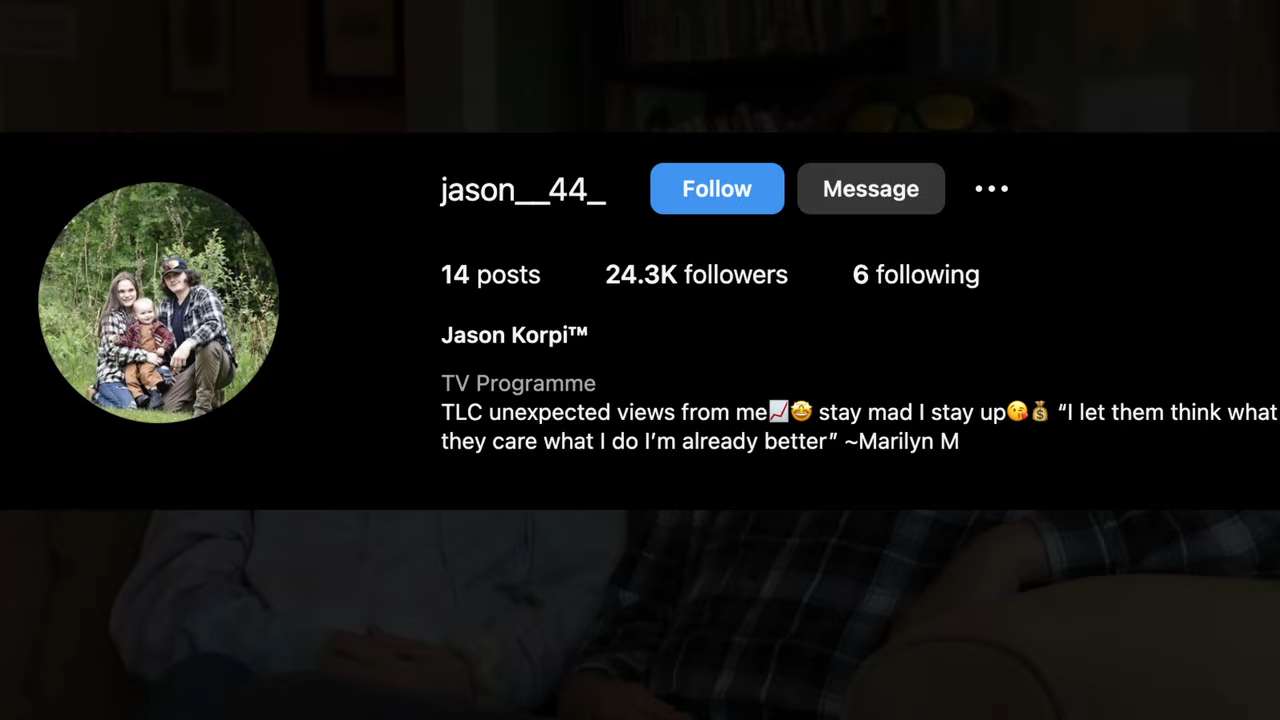 jason__44_ Follow Message
14 posts 24.3K followers 6 following
Jason Korpi™
TV Programme
TLC unexpected views from me📈🤩 stay mad I stay up😘💰 “I let them think what
they care what I do I’m already better” ~Marilyn M